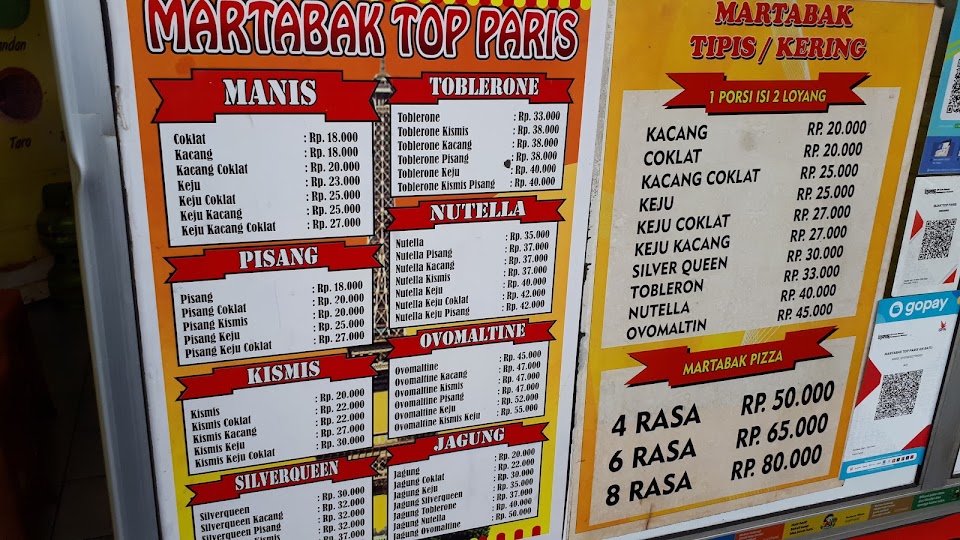 MARTABAK TOP PARIS
MANIS
Coklat : Rp. 18.000
Kacang : Rp. 18.000
Kacang Coklat : Rp. 20.000
Keju : Rp. 23.000
Keju Coklat : Rp. 25.000
Keju Kacang : Rp. 25.000
Keju Kacang Coklat : Rp. 27.000
PISANG
Pisang : Rp. 18.000
Pisang Coklat : Rp. 20.000
Pisang Kismis : Rp. 20.000
Pisang Keju : Rp. 25.000
Pisang Keju Coklat : Rp. 27.000
KISMIS
Kismis : Rp. 20.000
Kismis Coklat : Rp. 22.000
Kismis Kacang : Rp. 22.000
Kismis Keju : Rp. 27.000
Kismis Keju Coklat : Rp. 30.000
SILVERQUEEN
Silverqueen : Rp. 30.000
Silverqueen Kacang : Rp. 32.000
Silverqueen Pisang : Rp. 32.000
: Rp. 32.000
TOBLERONE
Toblerone : Rp. 33.000
Toblerone Kismis : Rp. 38.000
Toblerone Kacang : Rp. 38.000
Toblerone Pisang : Rp. 38.000
Toblerone Keju : Rp. 40.000
Toblerone Kismis Pisang : Rp. 40.000
NUTELLA
Nutella : Rp. 35.000
Nutella Pisang : Rp. 37.000
Nutella Kacang : Rp. 37.000
Nutella Kismis : Rp. 37.000
Nutella Keju : Rp. 40.000
Nutella Keju Coklat : Rp. 42.000
Nutella Keju Pisang : Rp. 42.000
OVOMALTINE
Ovomaltine : Rp. 45.000
Ovomaltine Kacang : Rp. 47.000
Ovomaltine Kismis : Rp. 47.000
Ovomaltine Pisang : Rp. 47.000
Ovomaltine Keju : Rp. 52.000
Ovomaltine Kismis Keju : Rp. 55.000
JAGUNG
Jagung : Rp. 20.000
Jagung Coklat : Rp. 22.000
Jagung Keju : Rp. 30.000
Jagung Silverqueen : Rp. 35.000
Jagung Toblerone : Rp. 37.000
Jagung Nutella : Rp. 40.000
Jagung Ovomaltine : Rp. 50.000
MARTABAK
TIPIS / KERING
1 PORSI ISI 2 LOYANG
KACANG RP. 20.000
COKLAT RP. 20.000
KACANG COKLAT RP. 25.000
KEJU RP. 25.000
KEJU COKLAT RP. 27.000
KEJU KACANG RP. 27.000
SILVER QUEEN RP. 30.000
TOBLERON RP. 33.000
NUTELLA RP. 40.000
OVOMALTIN RP. 45.000
MARTABAK PIZZA
4 RASA RP. 50.000
6 RASA RP. 65.000
8 RASA RP. 80.000
gopay
Taro